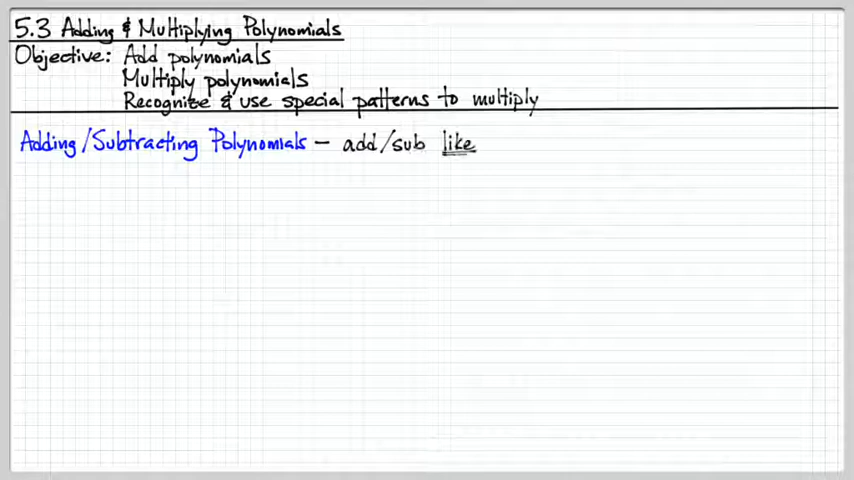 5.3 Adding & Multiplying Polynomials
Objective: Add polynomials
Multiply polynomials
Recognize & use special patterns to multiply
Adding/Subtracting Polynomials – add/sub like